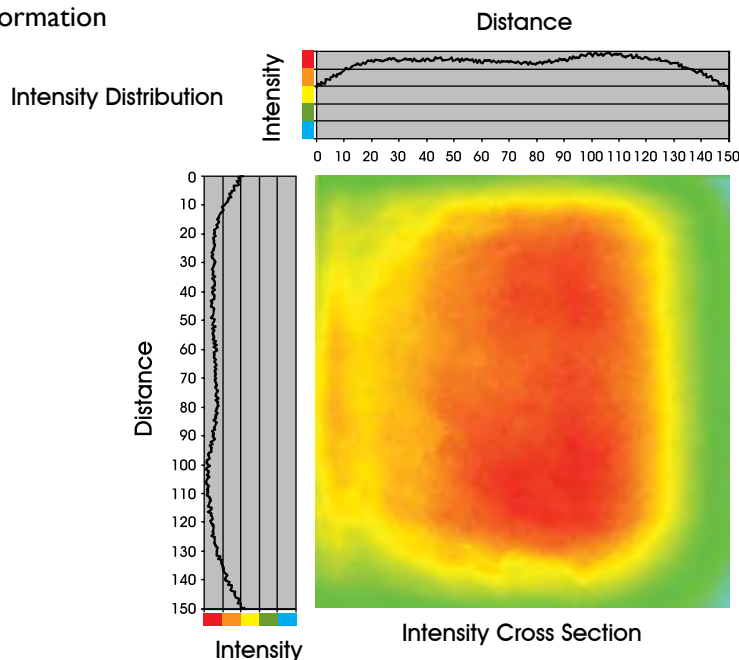 ormation
Distance
Intensity Distribution
Intensity
0 10 20 30 40 50 60 70 80 90 100 110 120 130 140 150
0
10
20
30
40
50
60
70
80
90
100
110
120
130
140
150
Distance
Intensity
Intensity Cross Section